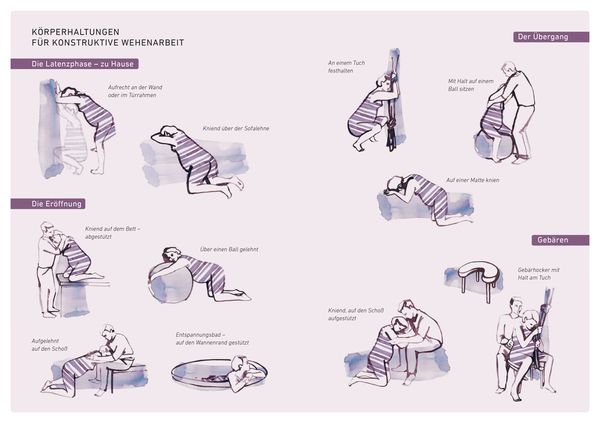 KÖRPERHALTUNGEN
FÜR KONSTRUKTIVE WEHENARBEIT
Die Latenzphase – zu Hause
Aufrecht an der Wand
oder im Türrahmen
Kniend über der Sofalehne
Die Eröffnung
Kniend auf dem Bett –
abgestützt
Über einen Ball gelehnt
Aufgelehnt
auf den Schoß
Entspannungsbad –
auf den Wannenrand gestützt
Der Übergang
An einem Tuch
festhalten
Mit Halt auf einem
Ball sitzen
Auf einer Matte knien
Gebären
Gebärhocker mit
Halt am Tuch
Kniend, auf den Schoß
aufgestützt